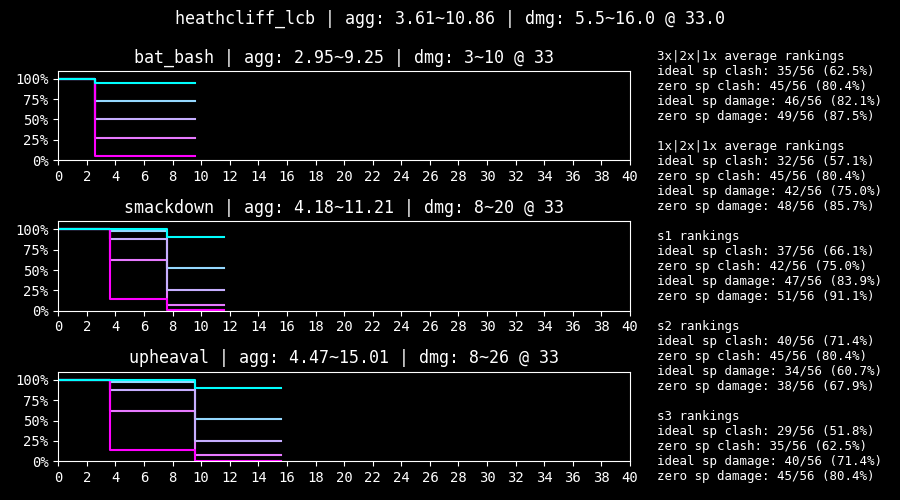 heathcliff_lcb | agg: 3.61~10.86 | dmg: 5.5~16.0 @ 33.0
bat_bash | agg: 2.95~9.25 | dmg: 3~10 @ 33
100%
75%
50%
25%
0%
0 2 4 6 8 10 12 14 16 18 20 22 24 26 28 30 32 34 36 38 40
smackdown | agg: 4.18~11.21 | dmg: 8~20 @ 33
100%
75%
50%
25%
0%
0 2 4 6 8 10 12 14 16 18 20 22 24 26 28 30 32 34 36 38 40
upheaval | agg: 4.47~15.01 | dmg: 8~26 @ 33
100%
75%
50%
25%
0%
0 2 4 6 8 10 12 14 16 18 20 22 24 26 28 30 32 34 36 38 40
3x|2x|1x average rankings
ideal sp clash: 35/56 (62.5%)
zero sp clash: 45/56 (80.4%)
ideal sp damage: 46/56 (82.1%)
zero sp damage: 49/56 (87.5%)
1x|2x|1x average rankings
ideal sp clash: 32/56 (57.1%)
zero sp clash: 45/56 (80.4%)
ideal sp damage: 42/56 (75.0%)
zero sp damage: 48/56 (85.7%)
s1 rankings
ideal sp clash: 37/56 (66.1%)
zero sp clash: 42/56 (75.0%)
ideal sp damage: 47/56 (83.9%)
zero sp damage: 51/56 (91.1%)
s2 rankings
ideal sp clash: 40/56 (71.4%)
zero sp clash: 45/56 (80.4%)
ideal sp damage: 34/56 (60.7%)
zero sp damage: 38/56 (67.9%)
s3 rankings
ideal sp clash: 29/56 (51.8%)
zero sp clash: 35/56 (62.5%)
ideal sp damage: 40/56 (71.4%)
zero sp damage: 45/56 (80.4%)